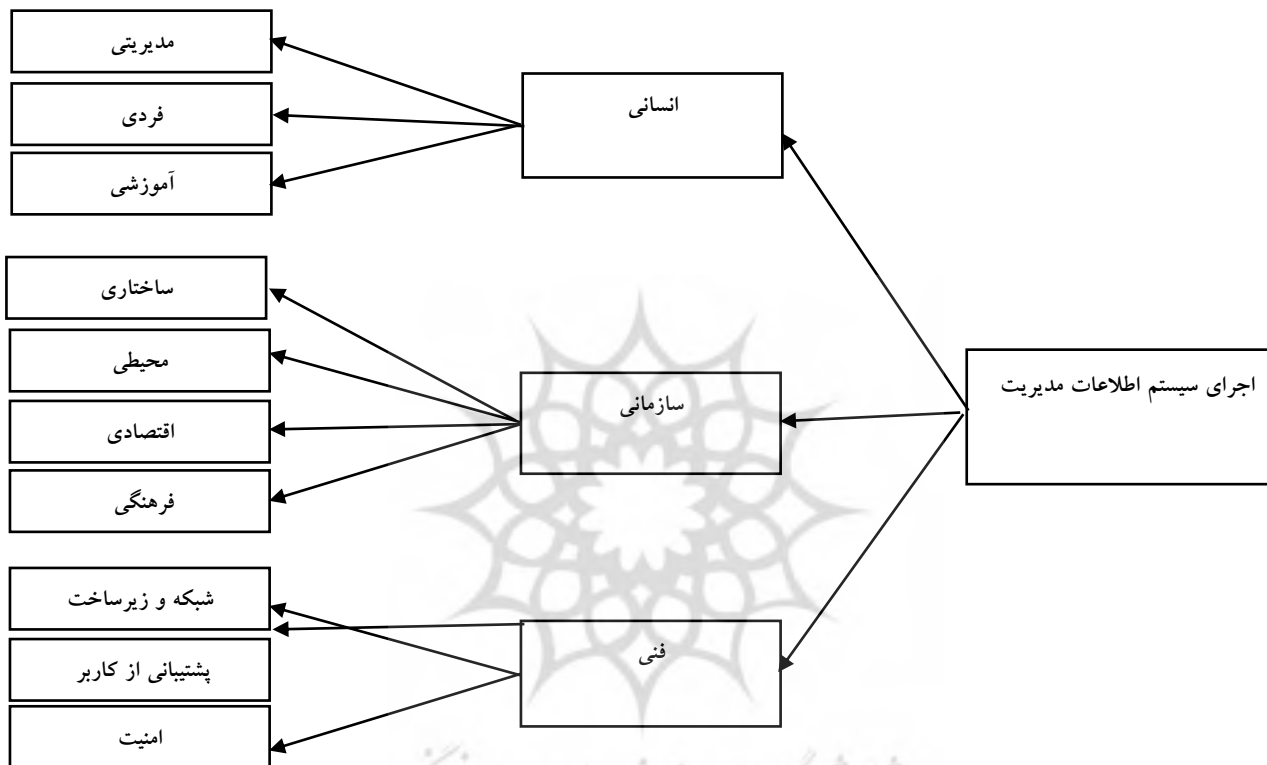 اجرای سیستم اطلاعات مدیریت
انسانی
مدیریتی
فردی
آموزشی
سازمانی
ساختاری
محیطی
اقتصادی
فرهنگی
فنی
شبکه و زیرساخت
پشتیبانی از کاربر
امنیت